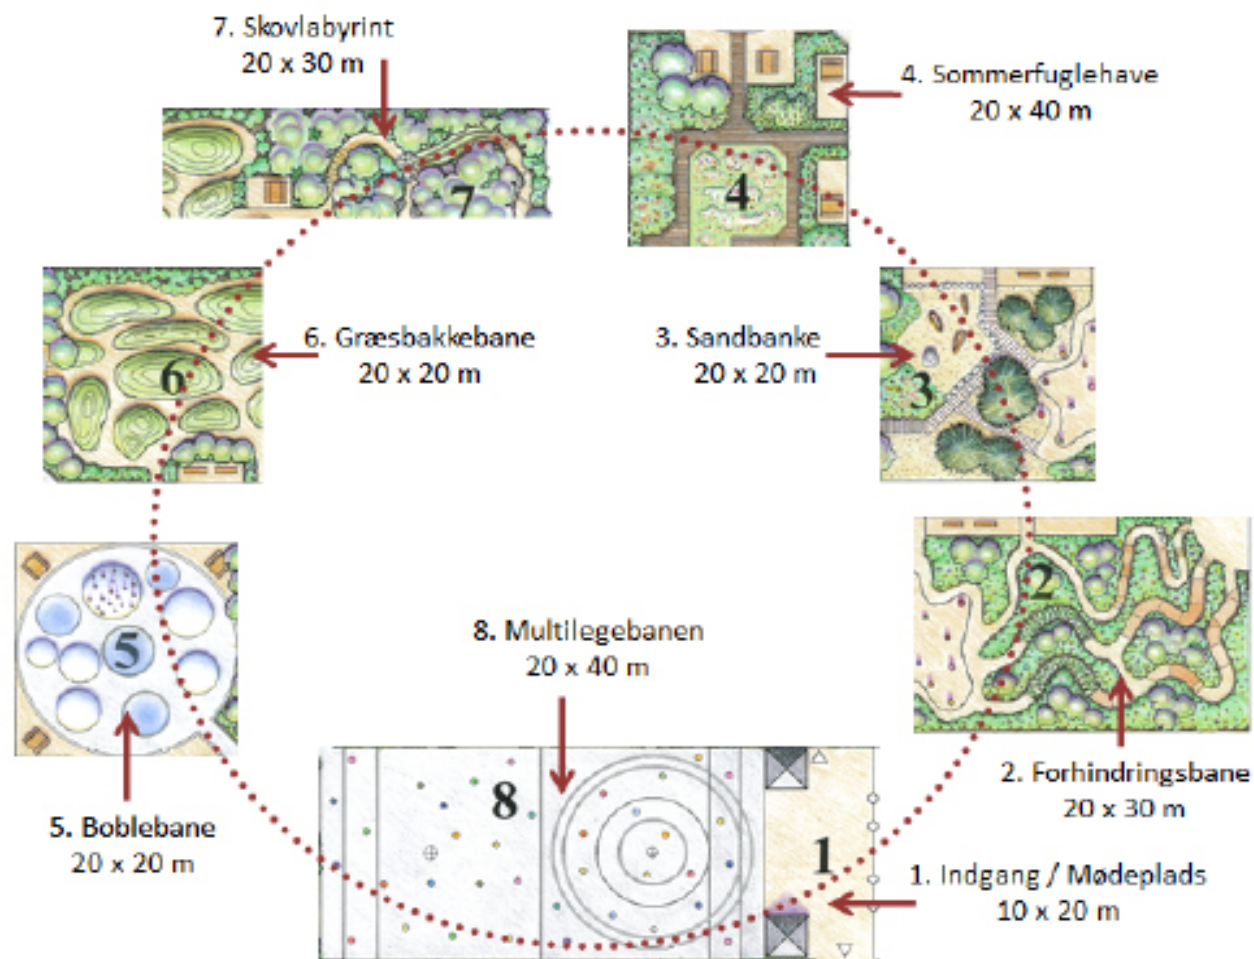 7. Skovlabyrint
20 x 30 m
4. Sommerfuglehave
20 x 40 m
7
4
6. Græsbakkebane
20 x 20 m
3. Sandbanke
20 x 20 m
6
3
2
8. Multilegebanen
20 x 40 m
5
5. Boblebane
20 x 20 m
8
1
2. Forhindringsbane
20 x 30 m
1. Indgang / Mødeplads
10 x 20 m